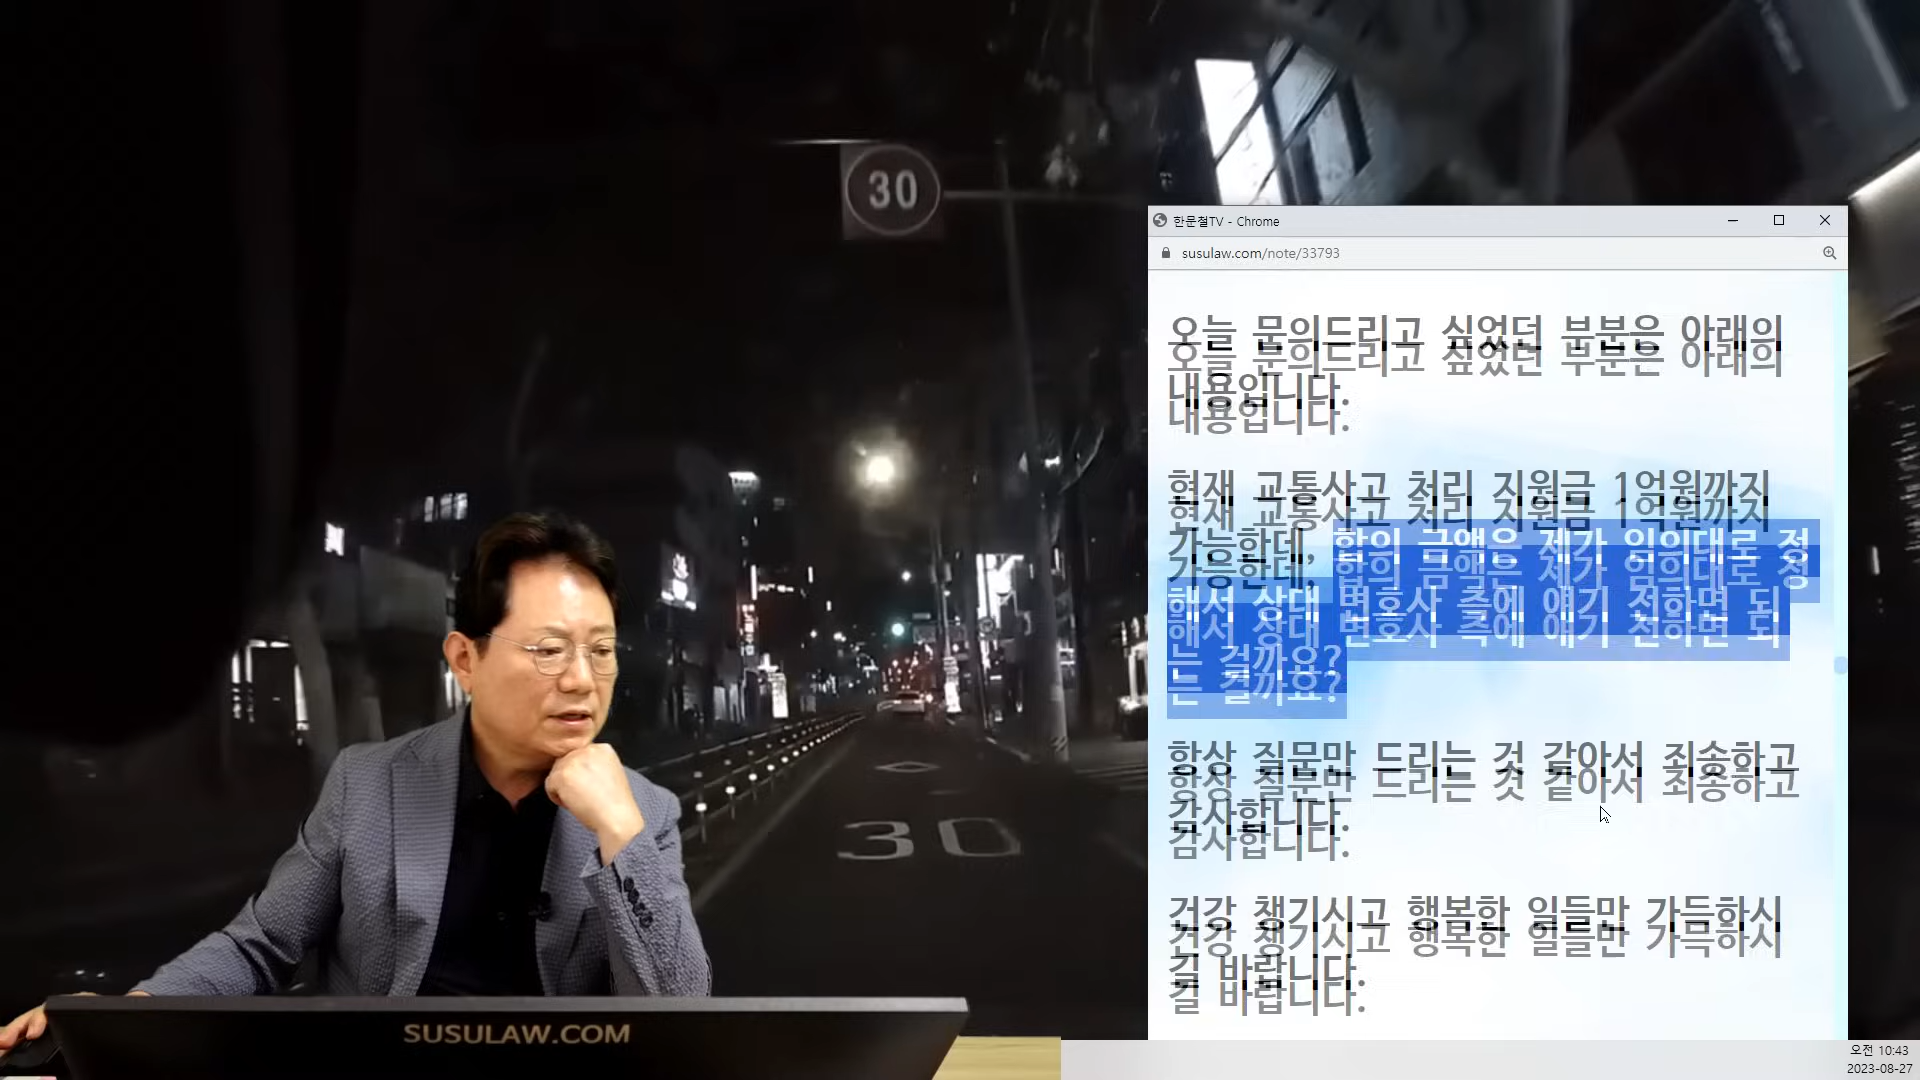 30
한문철TV - Chrome
susulaw.com/note/33793
오늘 문의드리고 싶었던 부분은 아래의
내용입니다.
현재 교통사고 처리 지원금 1억원까지
가능한데, 합의 금액은 제가 임의대로 정
해서 상대 변호사 측에 얘기 전하면 되
는 걸까요?
항상 질문만 드리는 것 같아서 죄송하고
감사합니다.
건강 챙기시고 행복한 일들만 가득하시
길 바랍니다.
30
SUSULAW.COM
오전 10:43
2023-08-27